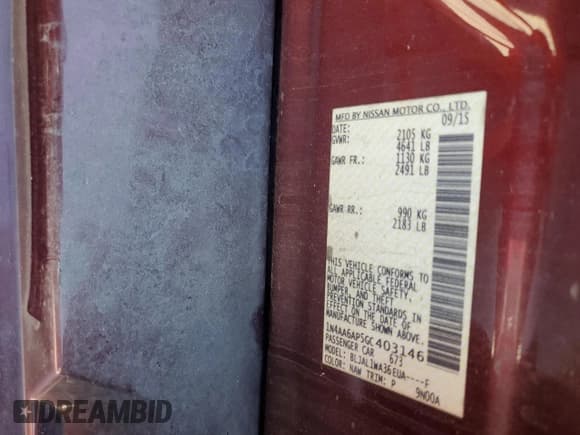 MFD BY NISSAN MOTOR CO., LTD.
DATE: 09/15
GVWR: 2105 KG
4641 LB
GAWR FR.: 1130 KG
2491 LB
GAWR RR.: 990 KG
2183 LB
THIS VEHICLE CONFORMS TO
ALL APPLICABLE FEDERAL
MOTOR VEHICLE SAFETY,
BUMPER, AND THEFT
PREVENTION STANDARDS IN
EFFECT ON THE DATE OF
MANUFACTURE SHOWN ABOVE.
1N4AA6AP5GC403146
PASSENGER CAR 673
MODEL: BLJAL1WA36EUA----F
COLOR: NAW TRIM: P 9N00A
DREAMBID